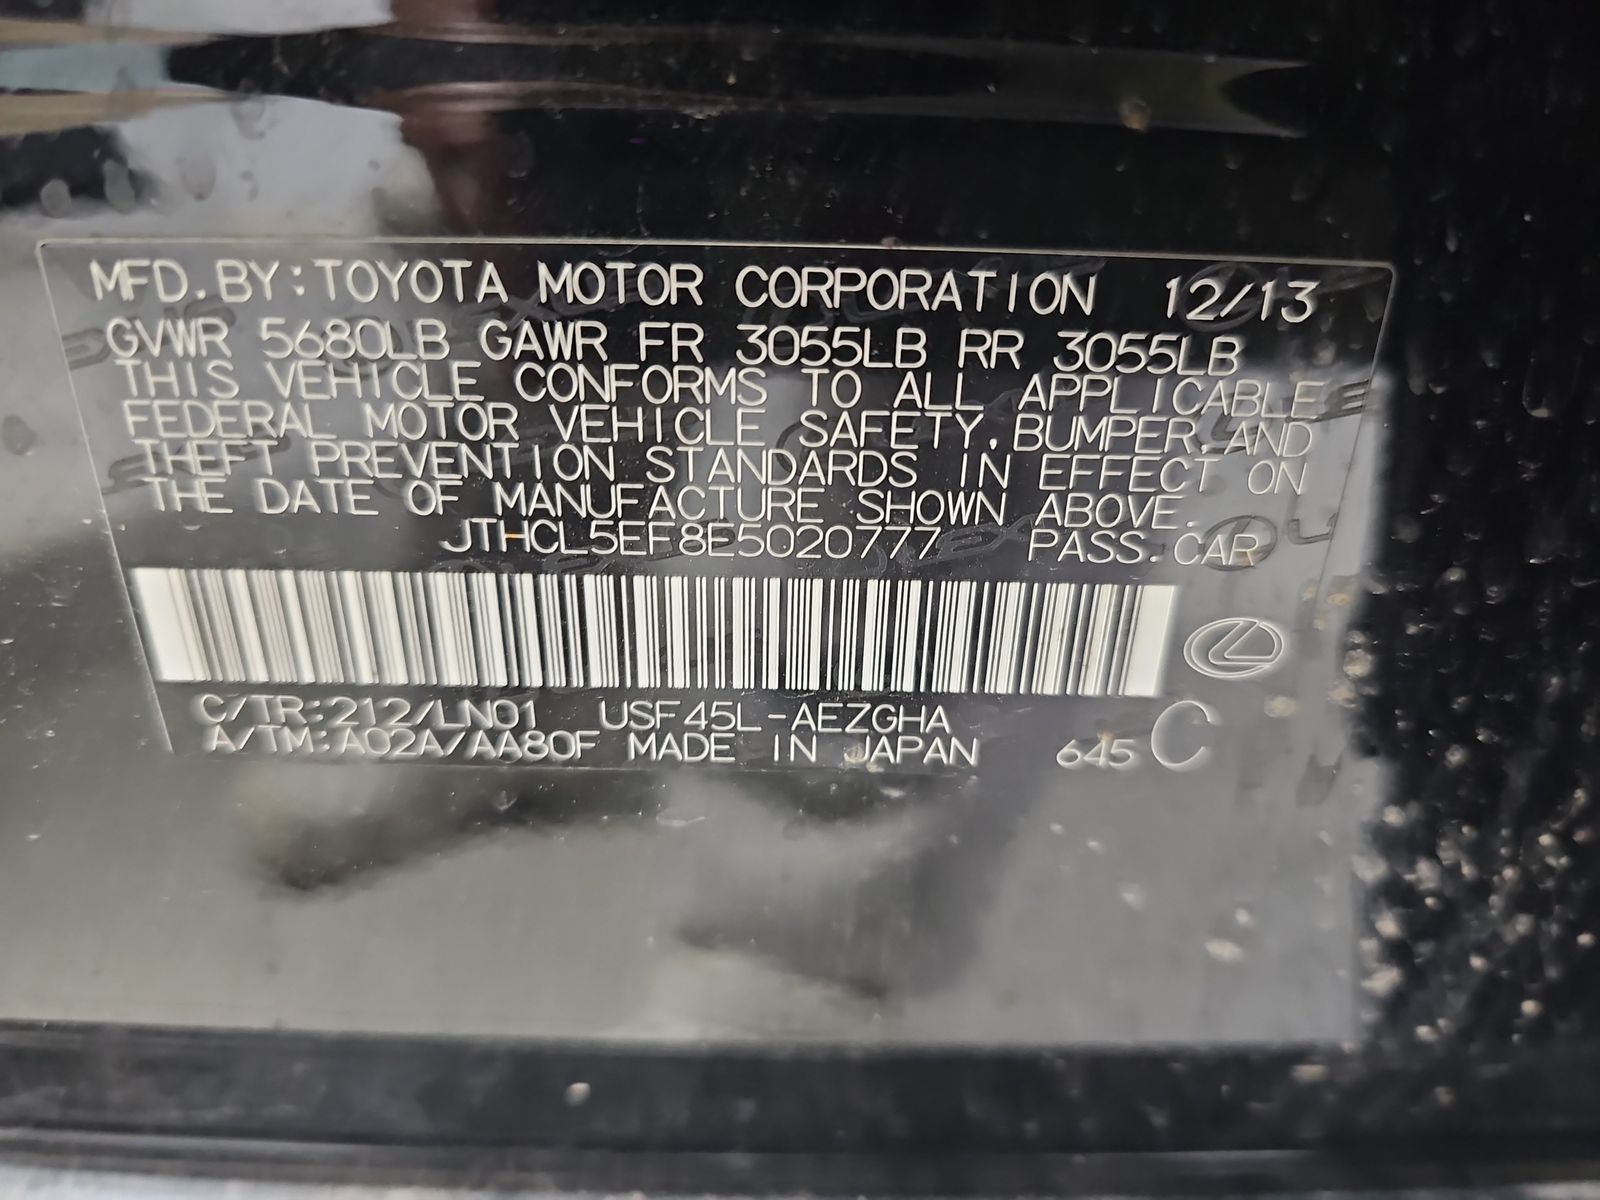 MFD. BY: TOYOTA MOTOR CORPORATION 12/13
GVWR 5680LB GAWR FR 3055LB RR 3055LB
THIS VEHICLE CONFORMS TO ALL APPLICABLE
FEDERAL MOTOR VEHICLE SAFETY, BUMPER, AND
THEFT PREVENTION STANDARDS IN EFFECT ON
THE DATE OF MANUFACTURE SHOWN ABOVE.
JTHCL5EF8E5020777 PASS. CAR
C/TR:212/LN01 USF45L-AEZGHA
A/TM:A02A/AA80F MADE IN JAPAN 645 C